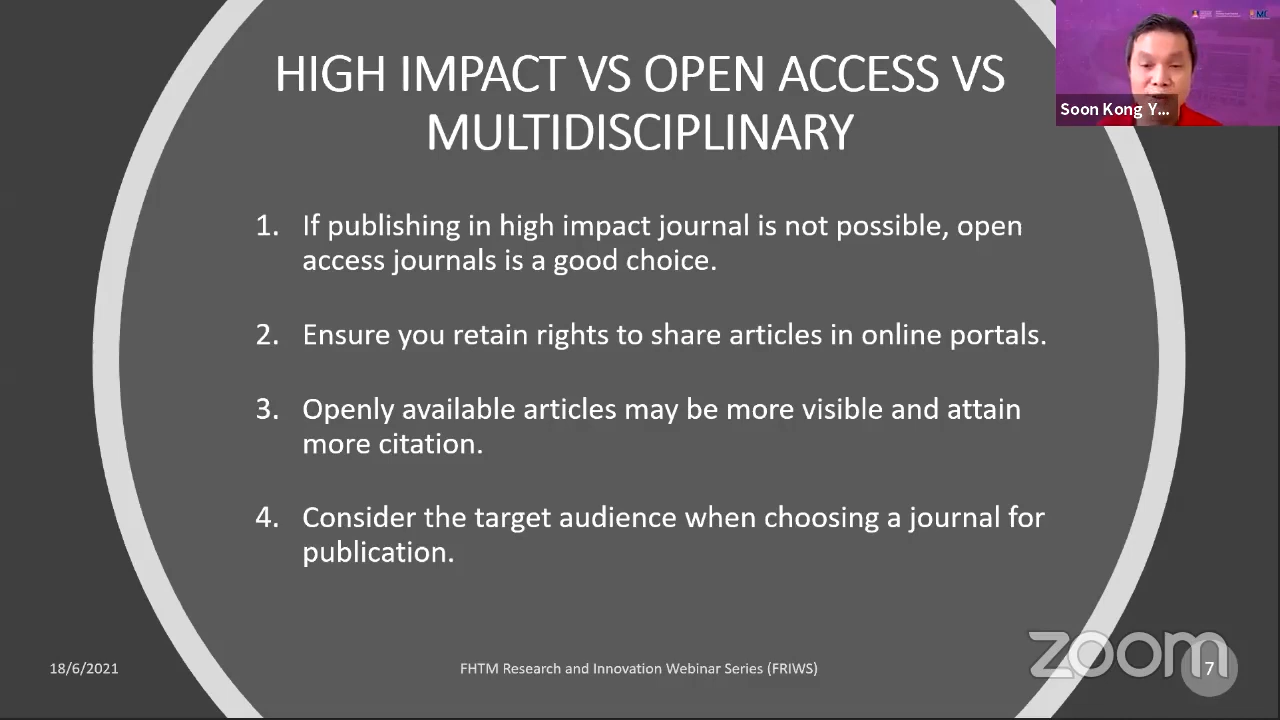 HIGH IMPACT VS OPEN ACCESS VS
MULTIDISCIPLINARY
Soon Kong Y...
1. If publishing in high impact journal is not possible, open
access journals is a good choice.
2. Ensure you retain rights to share articles in online portals.
3. Openly available articles may be more visible and attain
more citation.
4. Consider the target audience when choosing a journal for
publication.
18/6/2021
FHTM Research and Innovation Webinar Series (FRIWS)
zoom
7